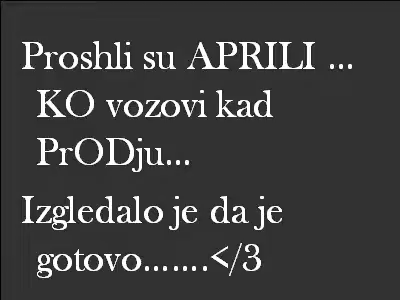 Proshli su APRILI ...
KO vozovi kad
PrODju...
Izgledalo je da je
gotovo.......</3